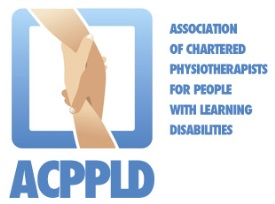 ASSOCIATION
OF CHARTERED
PHYSIOTHERAPISTS
FOR PEOPLE
WITH LEARNING
DISABILITIES
ACPPLD